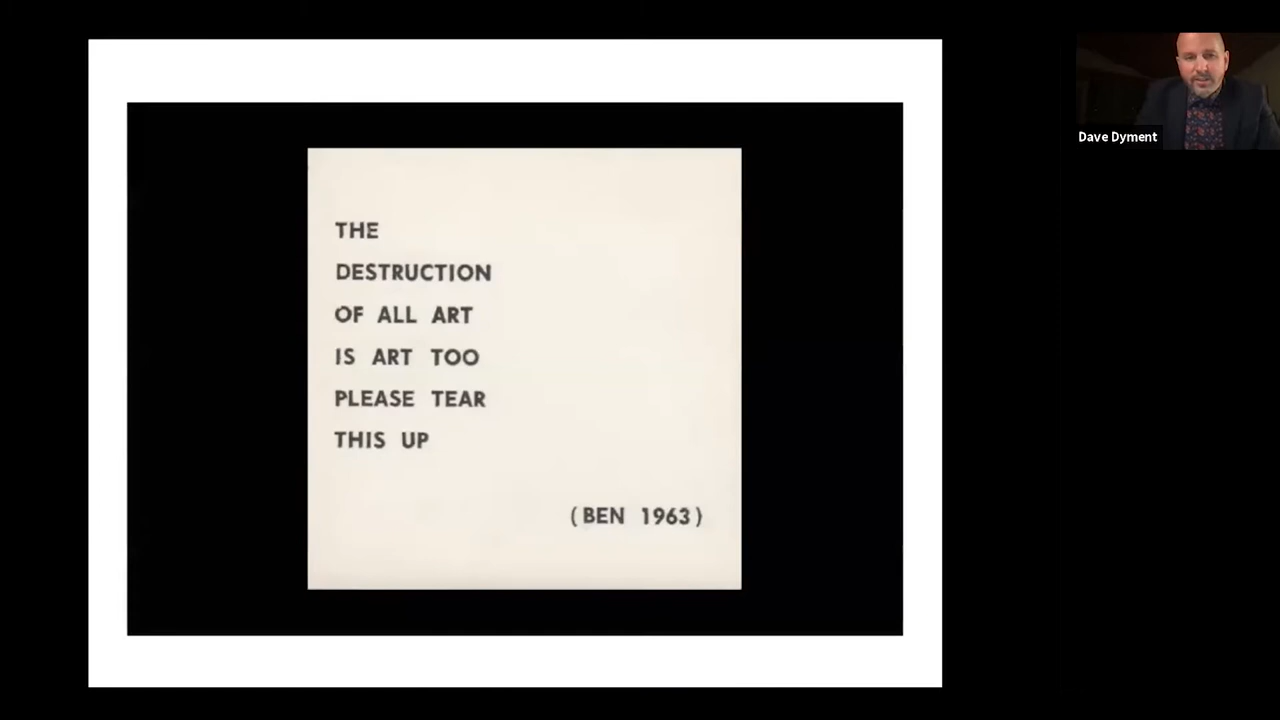 THE
DESTRUCTION
OF ALL ART
IS ART TOO
PLEASE TEAR
THIS UP
(BEN 1963)
Dave Dyment